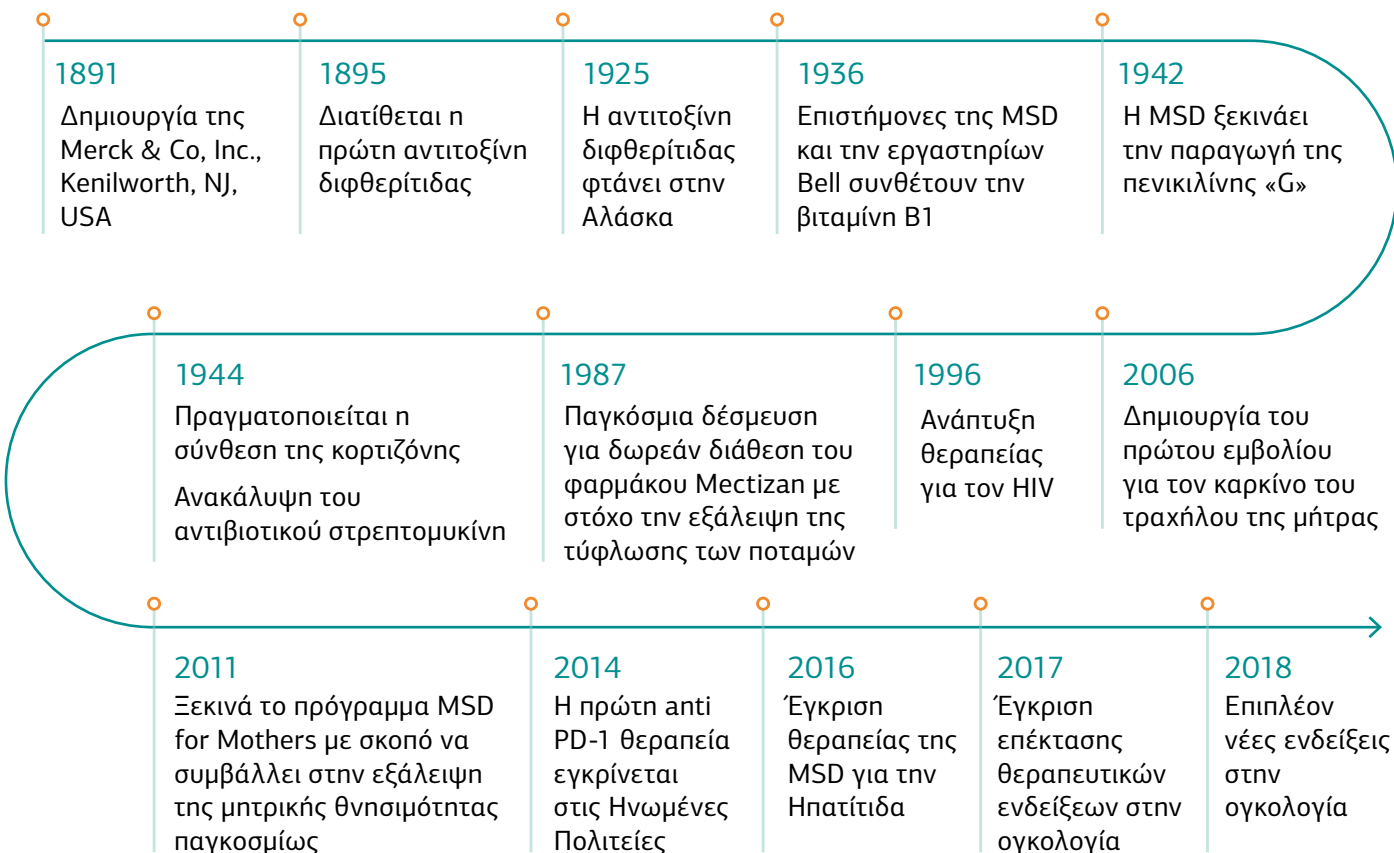 1891
Δημιουργία της
Merck & Co, Inc.,
Kenilworth, NJ,
USA
1895
Διατίθεται η
πρώτη αντιτοξίνη
διφθερίτιδας
1925
Η αντιτοξίνη
διφθερίτιδας
φτάνει στην
Αλάσκα
1936
Επιστήμονες της MSD
και την εργαστηρίων
Bell συνθέτουν την
βιταμίνη Β1
1942
Η MSD ξεκινάει
την παραγωγή της
πενικιλίνης «G»
1944
Πραγματοποιείται η
σύνθεση της κορτιζόνης
Ανακάλυψη του
αντιβιοτικού στρεπτομυκίνη
1987
Παγκόσμια δέσμευση
για δωρεάν διάθεση του
φαρμάκου Mectizan με
στόχο την εξάλειψη της
τύφλωσης των ποταμών
1996
Ανάπτυξη
θεραπείας
για τον HIV
2006
Δημιουργία του
πρώτου εμβολίου
για τον καρκίνο του
τραχήλου της μήτρας
2011
Ξεκινά το πρόγραμμα MSD
for Mothers με σκοπό να
συμβάλλει στην εξάλειψη
της μητρικής θνησιμότητας
παγκοσμίως
2014
Η πρώτη anti
PD-1 θεραπεία
εγκρίνεται
στις Ηνωμένες
Πολιτείες
2016
Έγκριση
θεραπείας της
MSD για την
Ηπατίτιδα
2017
Έγκριση
επέκτασης
θεραπευτικών
ενδείξεων στην
ογκολογία
2018
Επιπλέον
νέες ενδείξεις
στην
ογκολογία